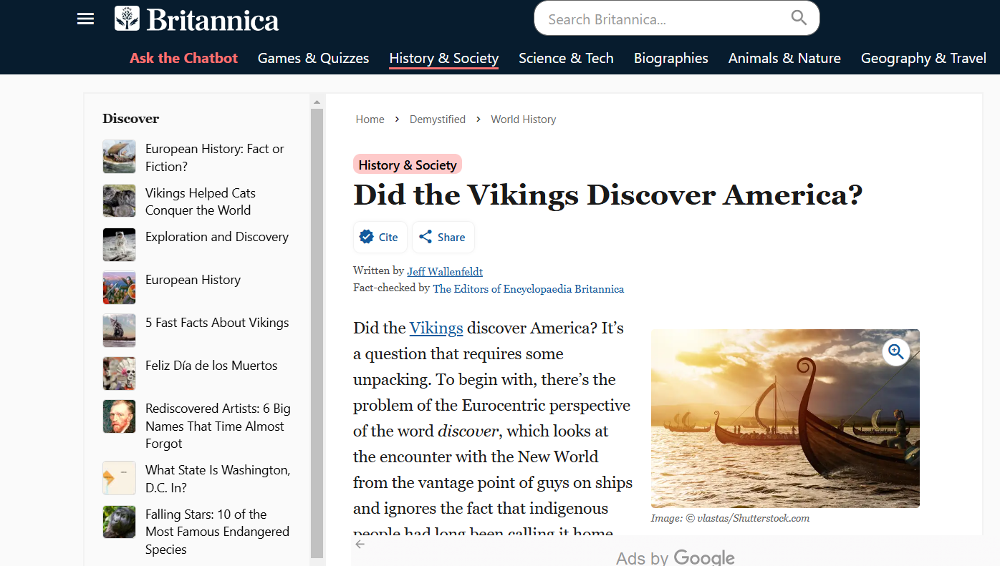 Britannica
Search Britannica...
Ask the Chatbot Games & Quizzes History & Society Science & Tech Biographies Animals & Nature Geography & Travel
Discover
European History: Fact or
Fiction?
Vikings Helped Cats
Conquer the World
Exploration and Discovery
European History
5 Fast Facts About Vikings
Feliz Día de los Muertos
Rediscovered Artists: 6 Big
Names That Time Almost
Forgot
What State Is Washington,
D.C. In?
Falling Stars: 10 of the
Most Famous Endangered
Species
Home > Demystified > World History
History & Society
Did the Vikings Discover America?
Cite Share
Written by Jeff Wallenfeldt
Fact-checked by The Editors of Encyclopaedia Britannica
Did the Vikings discover America? It’s
a question that requires some
unpacking. To begin with, there’s the
problem of the Eurocentric perspective
of the word discover, which looks at
the encounter with the New World
from the vantage point of guys on ships
and ignores the fact that indigenous
people had long been calling it home
Image: © vlastas/Shutterstock.com
Ads by Google